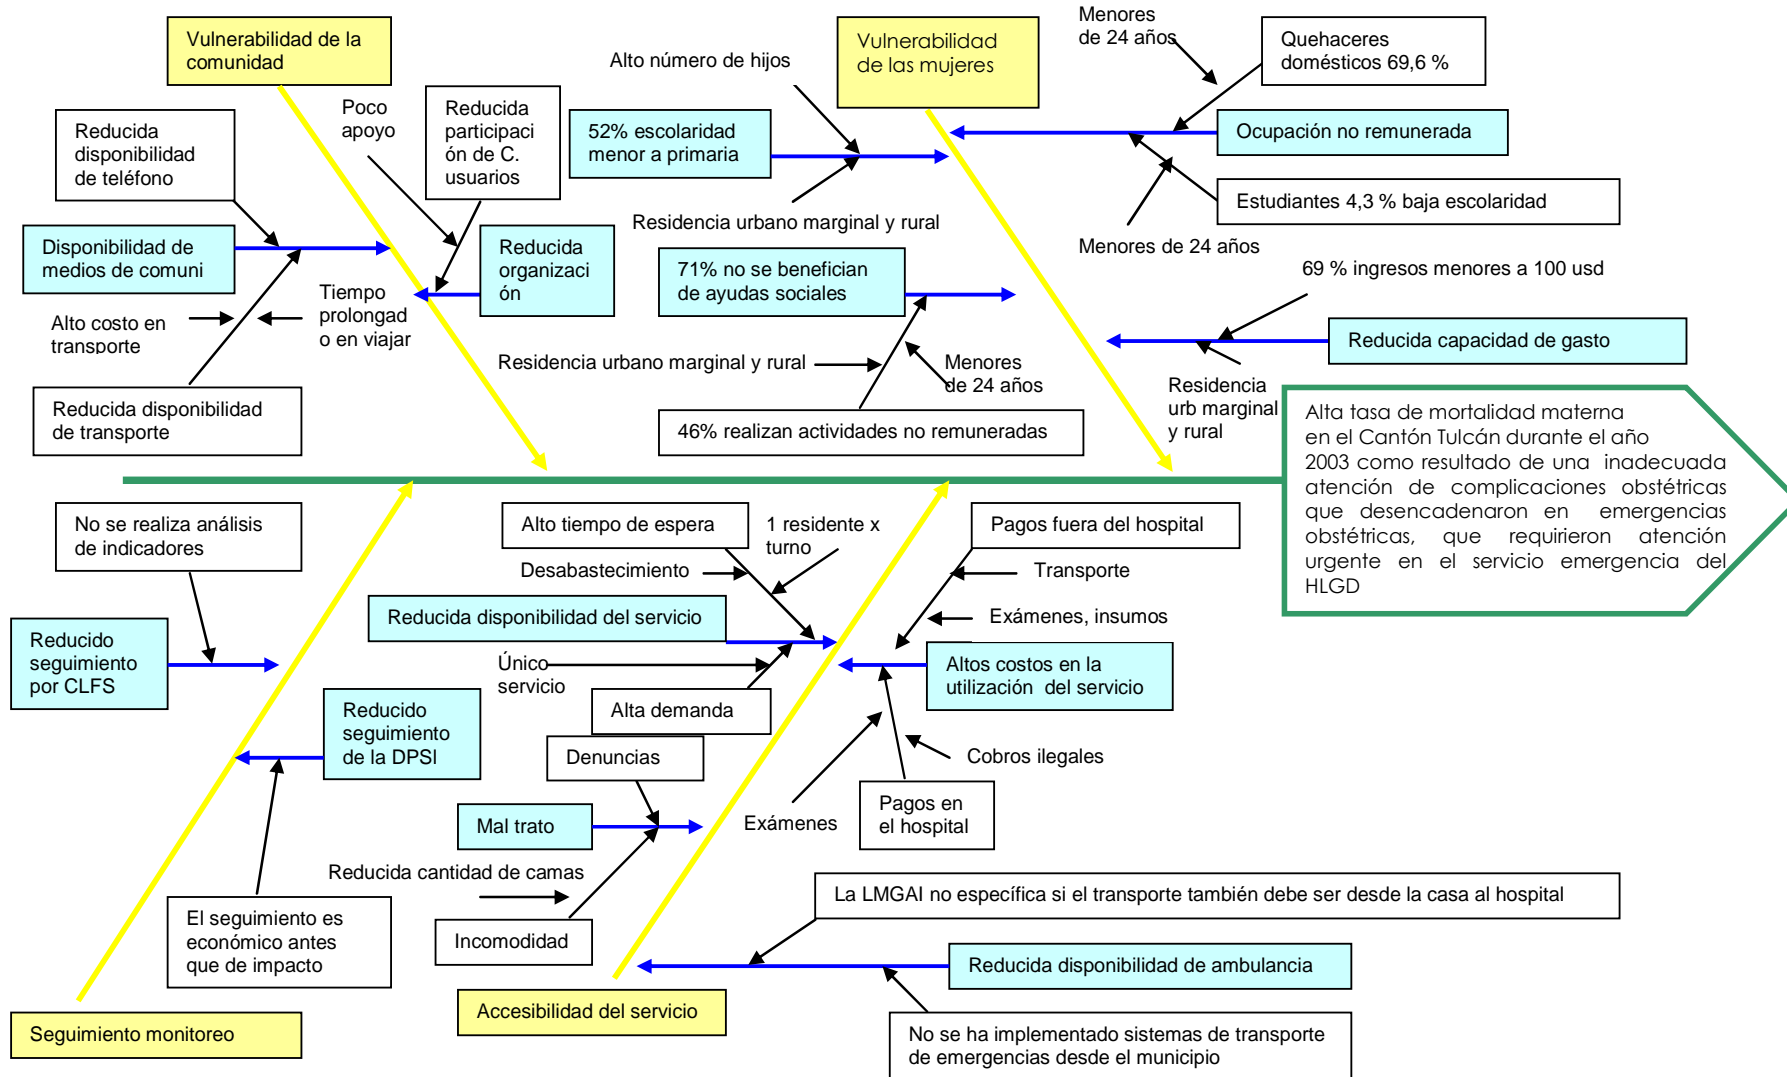 Vulnerabilidad de la
comunidad
Alto número de hijos
Vulnerabilidad
de las mujeres
Menores
de 24 años
Quehaceres
domésticos 69,6 %
Reducida
disponibilidad
de teléfono
Poco
apoyo
Reducida
participaci
ón de C.
usuarios
52% escolaridad
menor a primaria
Ocupación no remunerada
Estudiantes 4,3 % baja escolaridad
Residencia urbano marginal y rural
Menores de 24 años
Disponibilidad de
medios de comuni
Reducida
organizaci
ón
71% no se benefician
de ayudas sociales
69 % ingresos menores a 100 usd
Alto costo en
transporte
Tiempo
prolongad
o en viajar
Reducida capacidad de gasto
Residencia urbano marginal y rural
Menores
de 24 años
Residencia
urb marginal
y rural
Reducida disponibilidad
de transporte
46% realizan actividades no remuneradas
Alta tasa de mortalidad materna
en el Cantón Tulcán durante el año
2003 como resultado de una inadecuada
atención de complicaciones obstétricas
que desencadenaron en emergencias
obstétricas, que requirieron atención
urgente en el servicio emergencia del
HLGD
No se realiza análisis
de indicadores
Alto tiempo de espera
1 residente x
turno
Pagos fuera del hospital
Desabastecimiento
Transporte
Reducida disponibilidad del servicio
Exámenes, insumos
Reducido
seguimiento
por CLFS
Único
servicio
Altos costos en la
utilización del servicio
Reducido
seguimiento
de la DPSI
Alta demanda
Denuncias
Cobros ilegales
Mal trato
Exámenes
Pagos en
el hospital
Reducida cantidad de camas
La LMGAI no específica si el transporte también debe ser desde la casa al hospital
El seguimiento es
económico antes
que de impacto
Incomodidad
Reducida disponibilidad de ambulancia
Seguimiento monitoreo
Accesibilidad del servicio
No se ha implementado sistemas de transporte
de emergencias desde el municipio